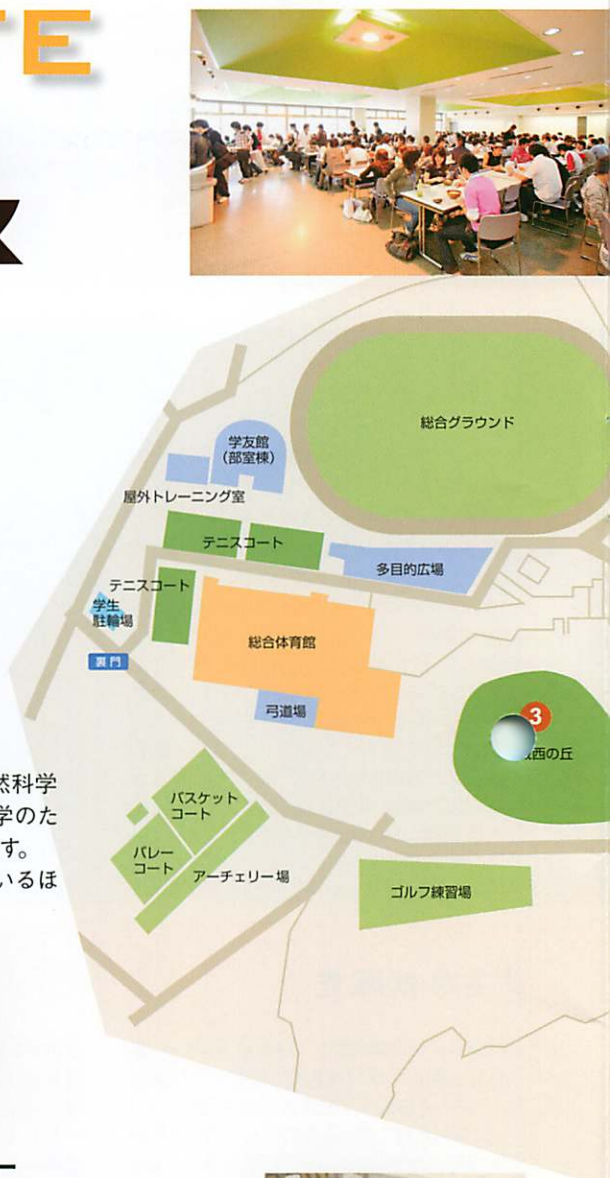 TE
総合グラウンド
学友館
（部室棟）
屋外トレーニング室
テニスコート
多目的広場
テニスコート
学生
駐輪場
総合体育館
裏門
弓道場
3
西の丘
然科学
学のた
す。
いるほ
バスケット
コート
バレー
コート
アーチェリー場
ゴルフ練習場